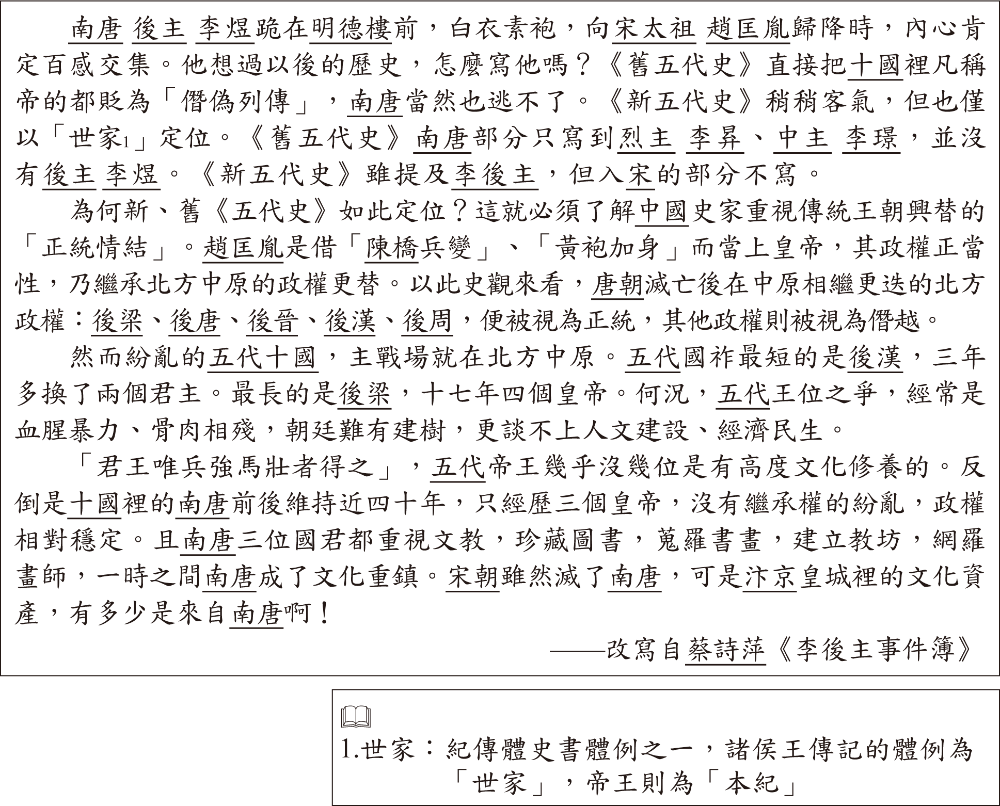 南唐 後主 李煜跪在明德樓前，白衣素袍，向宋太祖 趙匡胤歸降時，內心肯
定百感交集。他想過以後的歷史，怎麼寫他嗎？《舊五代史》直接把十國裡凡稱
帝的都貶為「僭偽列傳」，南唐當然也逃不了。《新五代史》稍稍客氣，但也僅
以「世家1」定位。《舊五代史》南唐部分只寫到烈主 李昇、中主 李璟，並沒
有後主 李煜。《新五代史》雖提及李後主，但入宋的部分不寫。
為何新、舊《五代史》如此定位？這就必須了解中國史家重視傳統王朝興替的
「正統情結」。趙匡胤是借「陳橋兵變」、「黃袍加身」而當上皇帝，其政權正當
性，乃繼承北方中原的政權更替。以此史觀來看，唐朝滅亡後在中原相繼更迭的北方
政權：後梁、後唐、後晉、後漢、後周，便被視為正統，其他政權則被視為僭越。
然而紛亂的五代十國，主戰場就在北方中原。五代國祚最短的是後漢，三年
多換了兩個君主。最長的是後梁，十七年四個皇帝。何況，五代王位之爭，經常是
血腥暴力、骨肉相殘，朝廷難有建樹，更談不上人文建設、經濟民生。
「君王唯兵強馬壯者得之」，五代帝王幾乎沒幾位是有高度文化修養的。反
倒是十國裡的南唐前後維持近四十年，只經歷三個皇帝，沒有繼承權的紛亂，政權
相對穩定。且南唐三位國君都重視文教，珍藏圖書，蒐羅書畫，建立教坊，網羅
畫師，一時之間南唐成了文化重鎮。宋朝雖然滅了南唐，可是汴京皇城裡的文化資
產，有多少是來自南唐啊！
——改寫自蔡詩萍《李後主事件簿》
1.世家：紀傳體史書體例之一，諸侯王傳記的體例為
「世家」，帝王則為「本紀」